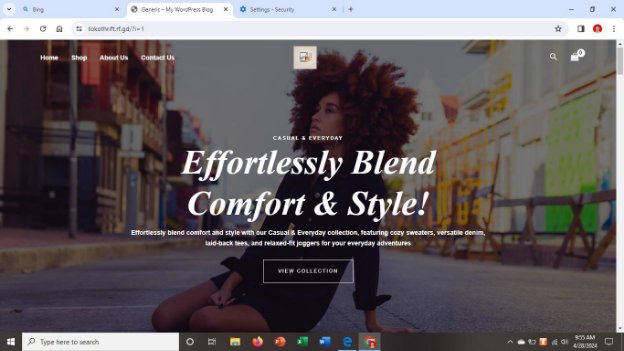 Bing
Generic – My WordPress Blog
Settings - Security
tokothrift.rf.gd/?i=1
Home Shop About Us Contact Us
0
CASUAL & EVERYDAY
Effortlessly Blend
Comfort & Style!
Effortlessly blend comfort and style with our Casual & Everyday collection, featuring cozy sweaters, versatile denim,
laid-back tees, and relaxed-fit joggers for your everyday adventures
VIEW COLLECTION
Type here to search
9:55 AM
4/28/2024